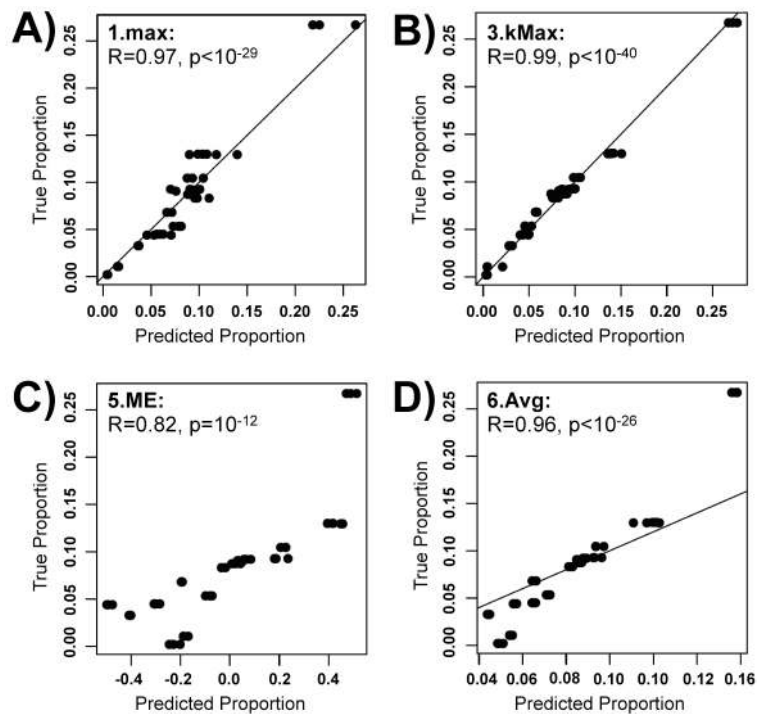 A)
1.max:
R=0.97, p<10-29
True Proportion
0.00 0.05 0.10 0.15 0.20 0.25
0.00 0.05 0.10 0.15 0.20 0.25
Predicted Proportion
B)
3.kMax:
R=0.99, p<10-40
True Proportion
0.00 0.05 0.10 0.15 0.20 0.25
0.00 0.05 0.10 0.15 0.20 0.25
Predicted Proportion
C)
5.ME:
R=0.82, p=10-12
True Proportion
0.00 0.05 0.10 0.15 0.20 0.25
-0.4 -0.2 0.0 0.2 0.4
Predicted Proportion
D)
6.Avg:
R=0.96, p<10-26
True Proportion
0.00 0.05 0.10 0.15 0.20 0.25
0.04 0.06 0.08 0.10 0.12 0.10 0.16
Predicted Proportion